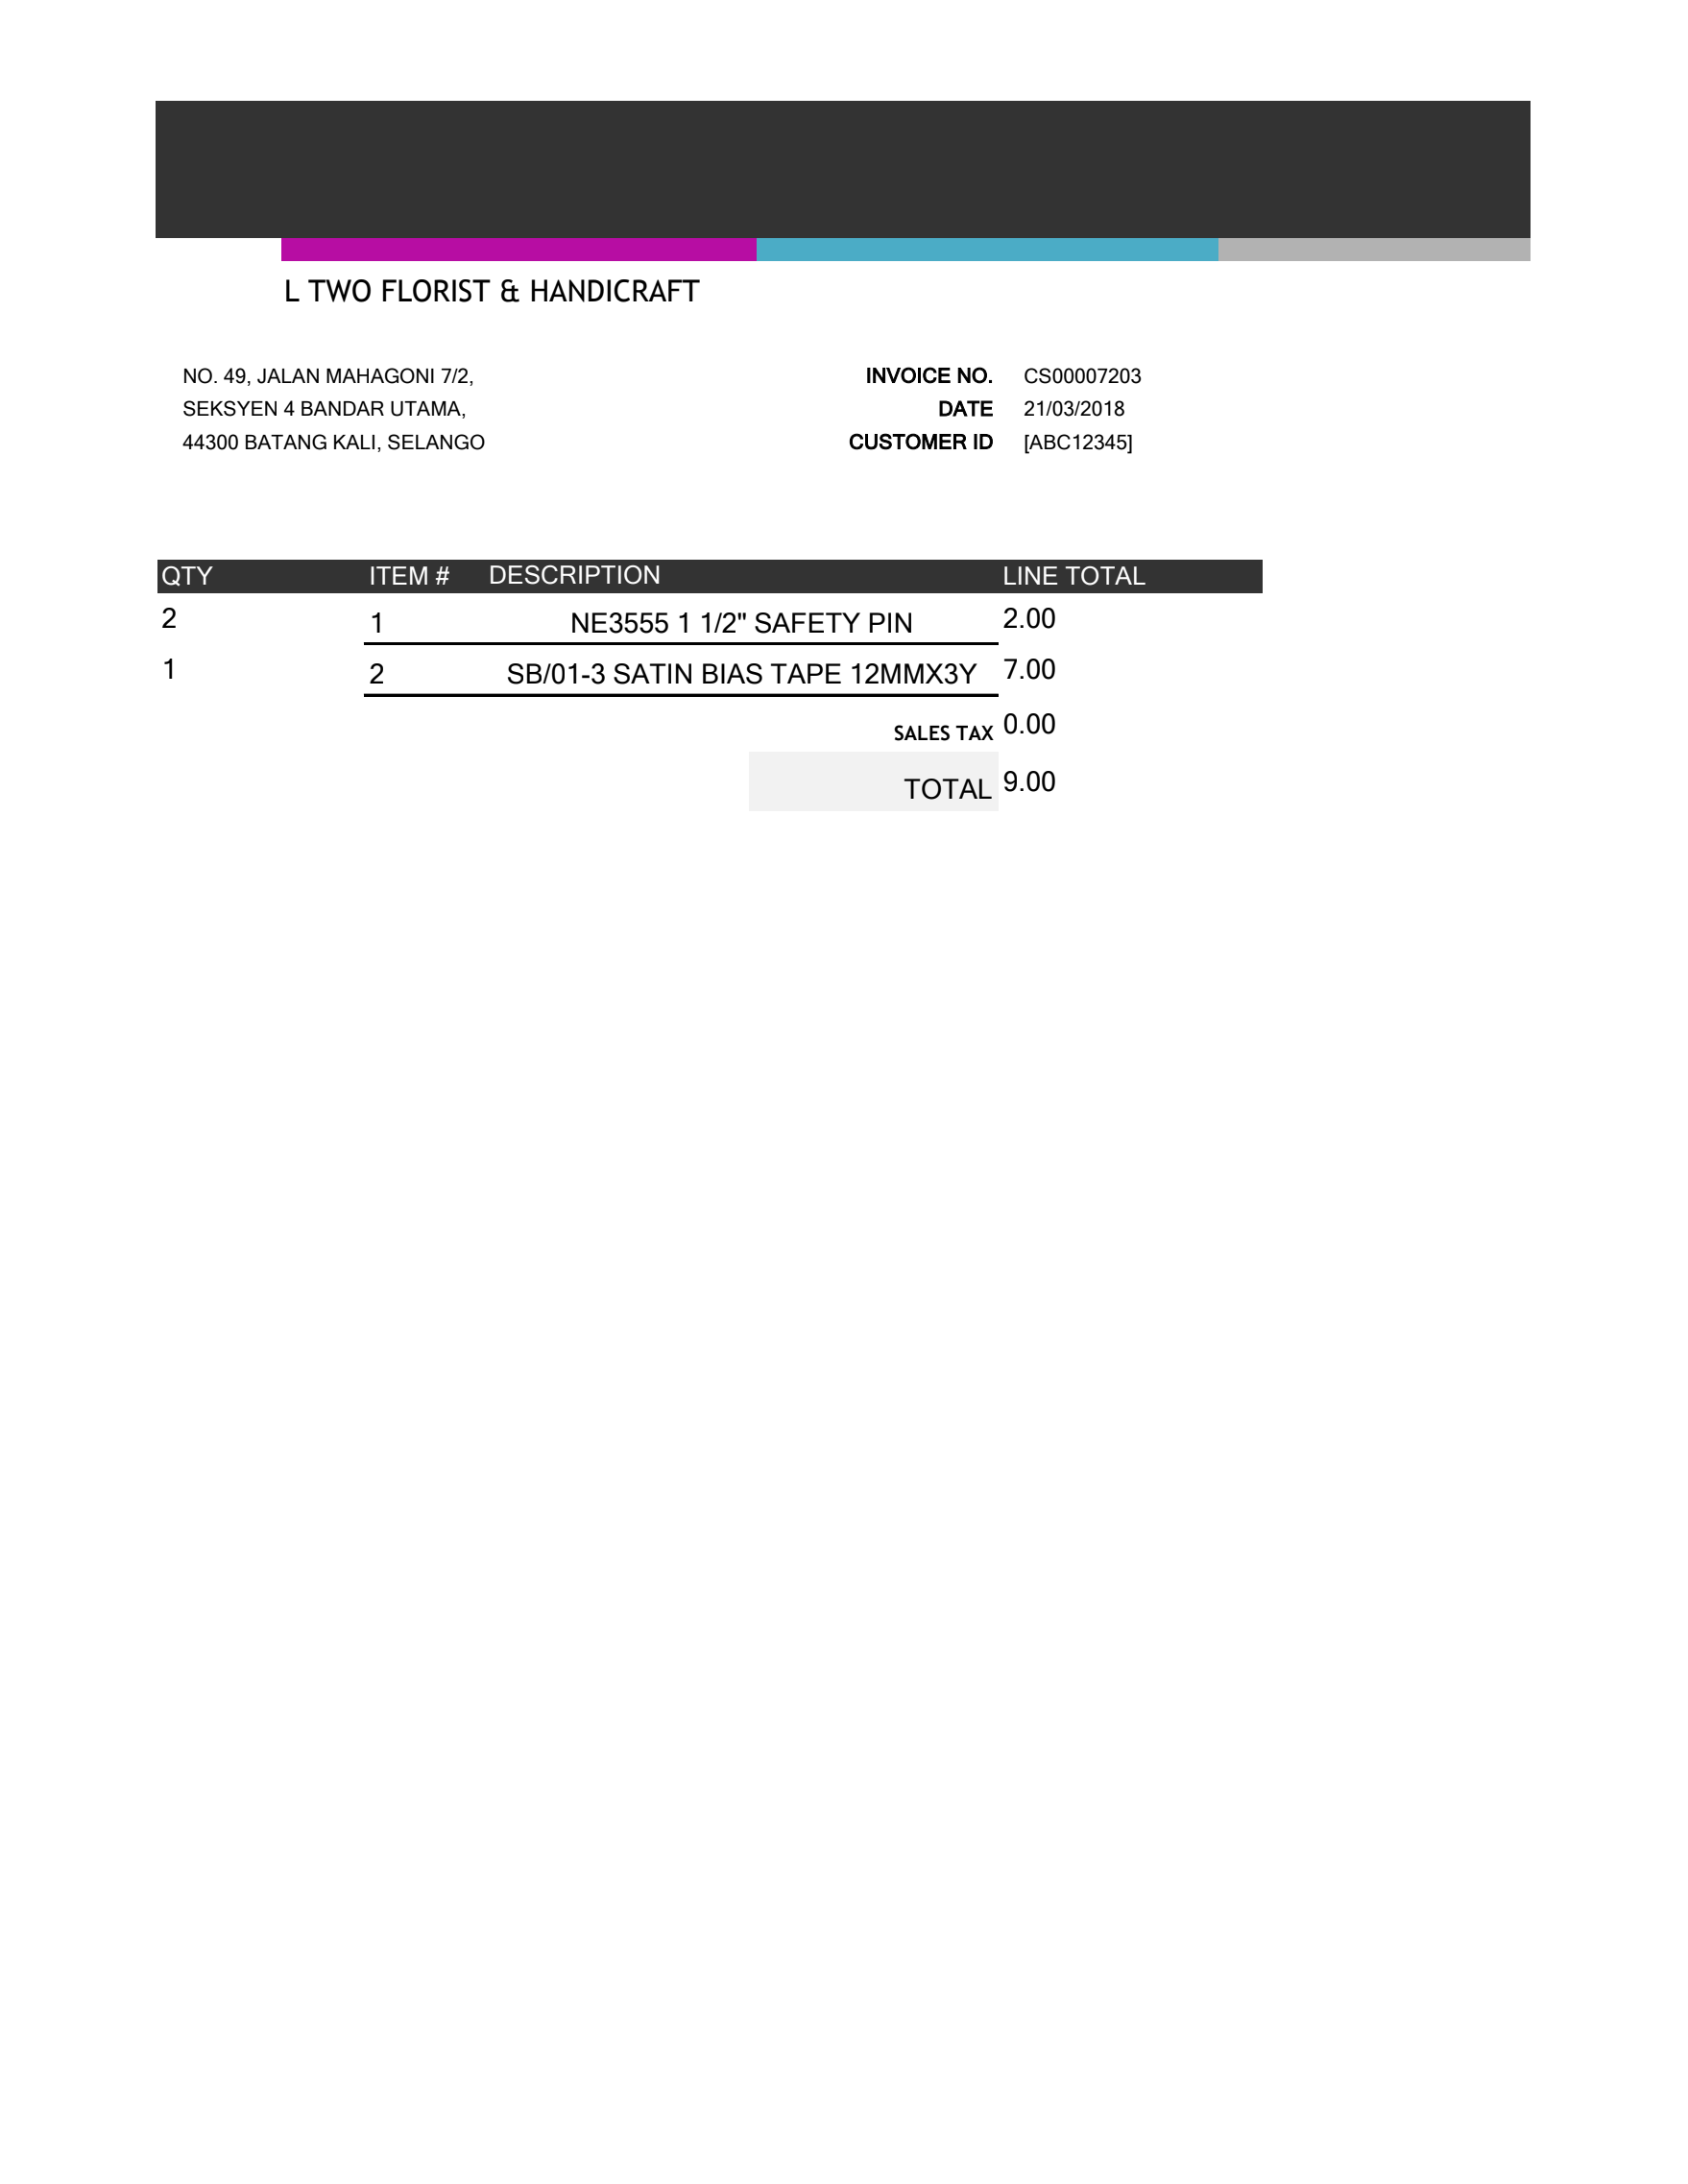 L TWO FLORIST & HANDICRAFT
NO. 49, JALAN MAHAGONI 7/2,
SEKSYEN 4 BANDAR UTAMA,
44300 BATANG KALI, SELANGO
INVOICE NO. CS00007203
DATE 21/03/2018
CUSTOMER ID [ABC12345]
QTY ITEM # DESCRIPTION LINE TOTAL
2 1 NE3555 1 1/2" SAFETY PIN 2.00
1 2 SB/01-3 SATIN BIAS TAPE 12MMX3Y 7.00
SALES TAX 0.00
TOTAL 9.00